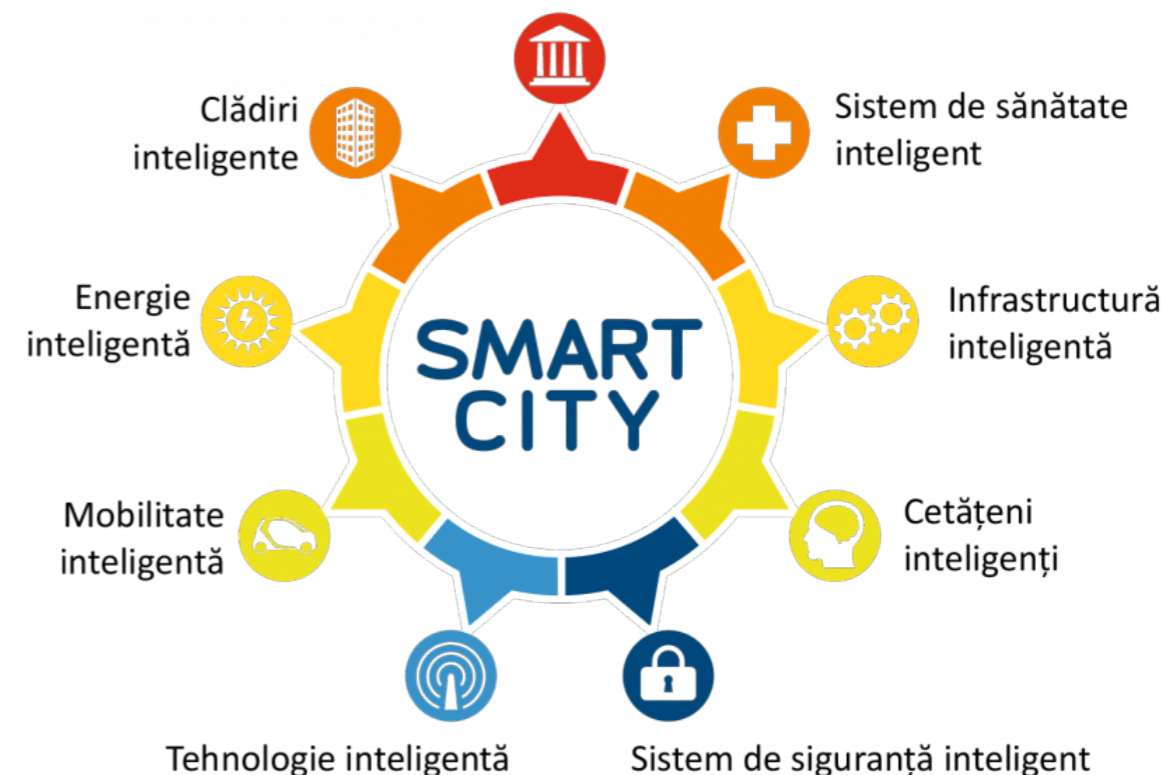 Clădiri
inteligente
Sistem de sănătate
inteligent
Energie
inteligentă
Infrastructură
inteligentă
SMART
CITY
Mobilitate
inteligentă
Cetățeni
inteligenți
Tehnologie inteligentă
Sistem de siguranță inteligent